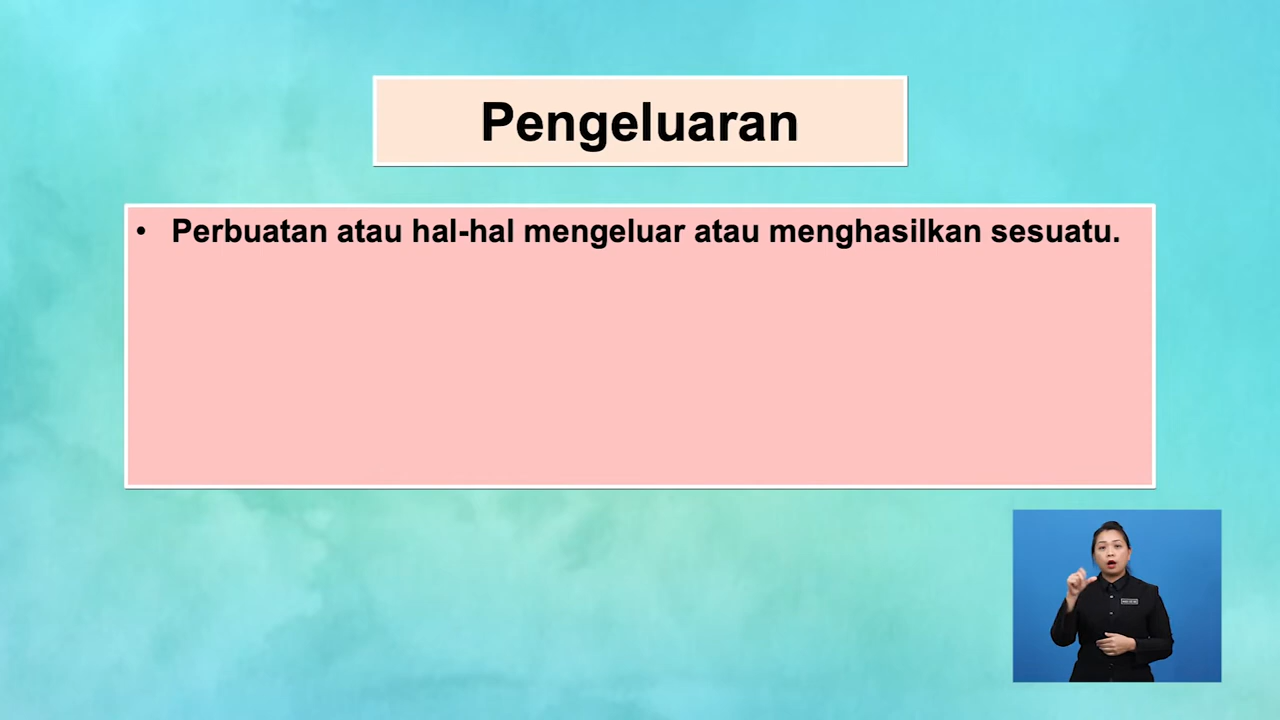 Pengeluaran
• Perbuatan atau hal-hal mengeluar atau menghasilkan sesuatu.